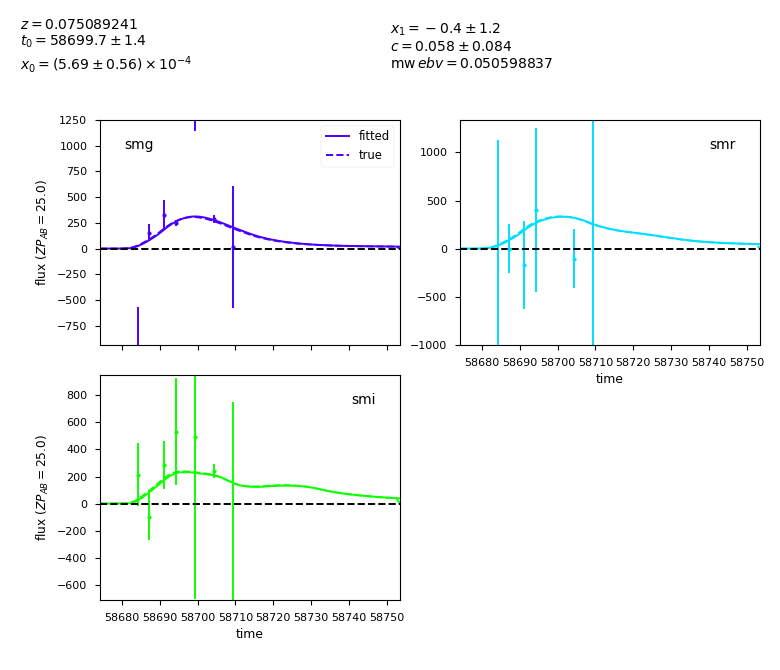 z = 0.075089241
t₀ = 58699.7 ± 1.4
x₀ = (5.69 ± 0.56) × 10⁻⁴
x₁ = −0.4 ± 1.2
c = 0.058 ± 0.084
mw ebv = 0.050598837
smg
fitted
true
1250
1000
750
500
250
0
−250
−500
−750
flux (ZP_AB = 25.0)
smr
1000
500
0
−500
−1000
58680 58690 58700 58710 58720 58730 58740 58750
time
smi
800
600
400
200
0
−200
−400
−600
flux (ZP_AB = 25.0)
58680 58690 58700 58710 58720 58730 58740 58750
time